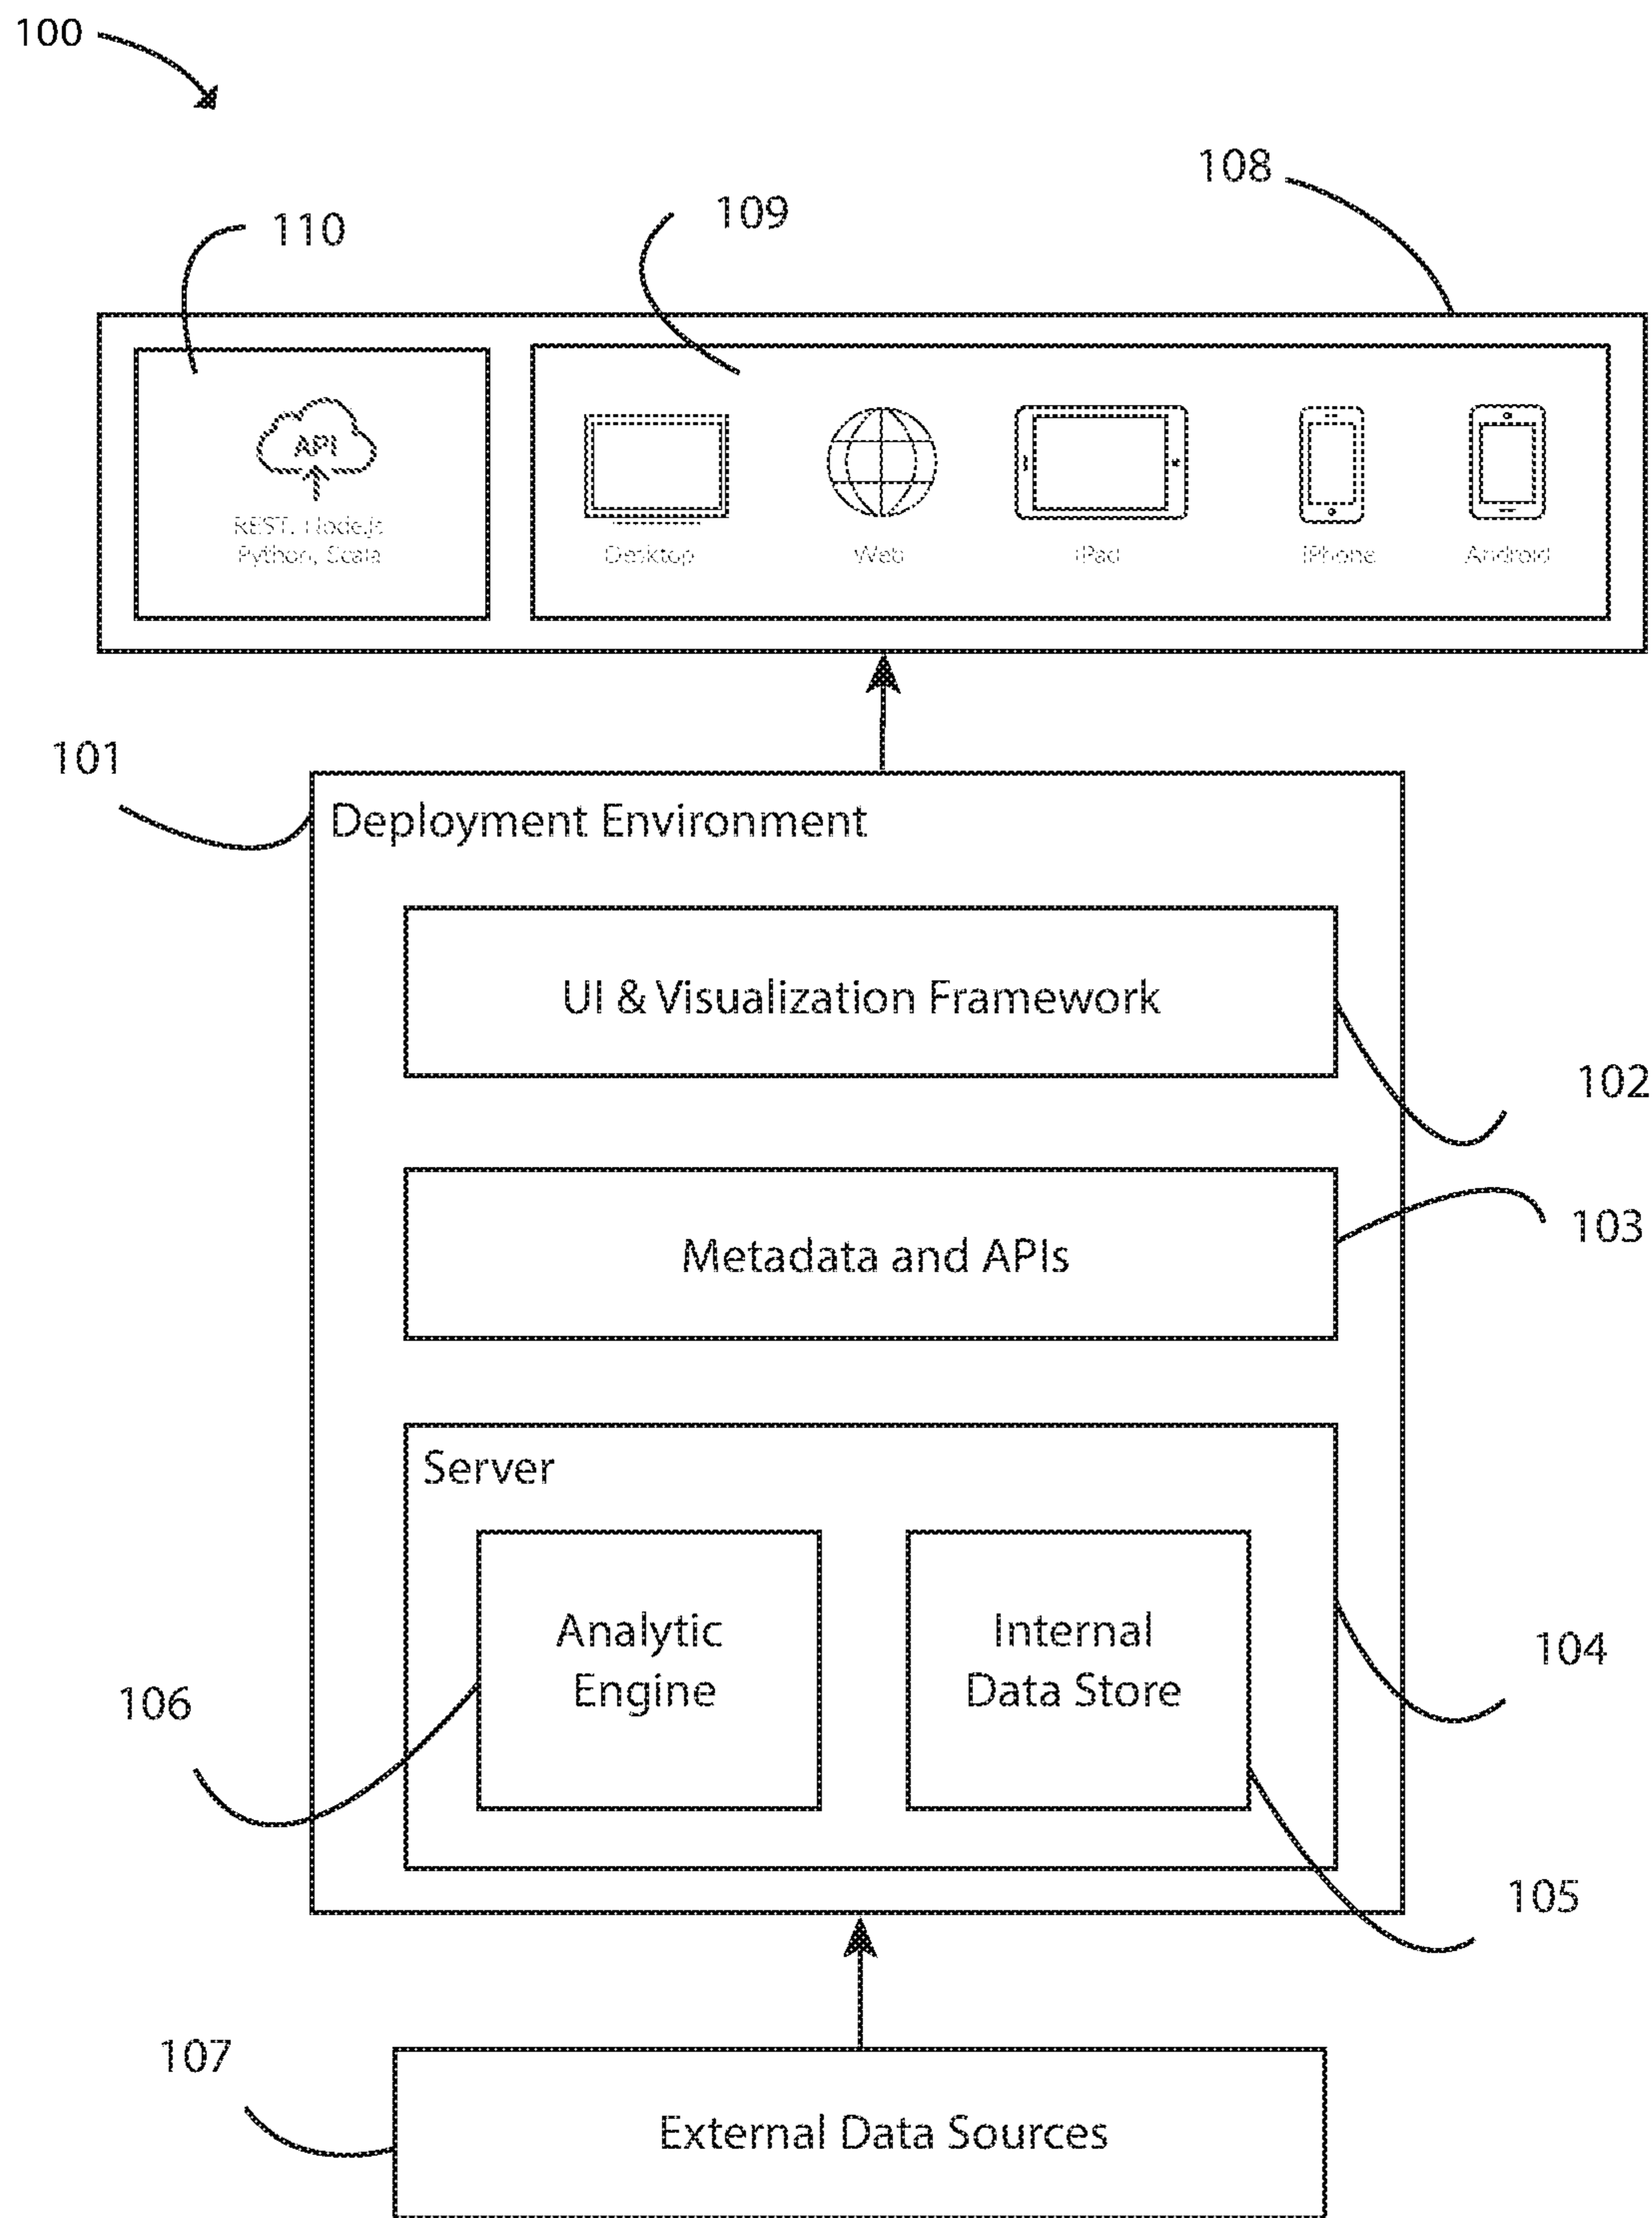 100
108
110
109
API
REST, Node.js
Python, Scala
Desktop
Web
iPad
iPhone
Android
101
Deployment Environment
UI & Visualization Framework
102
Metadata and APIs
103
Server
Analytic
Engine
Internal
Data Store
104
106
105
107
External Data Sources